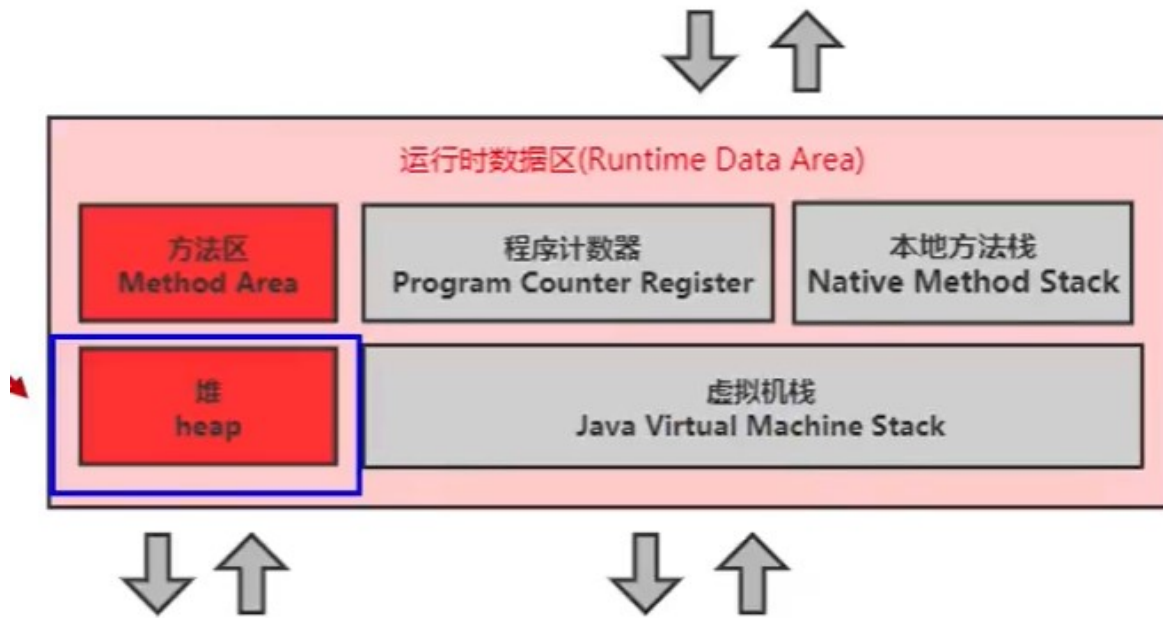 运行时数据区(Runtime Data Area)
方法区
Method Area
程序计数器
Program Counter Register
本地方法栈
Native Method Stack
堆
heap
虚拟机栈
Java Virtual Machine Stack